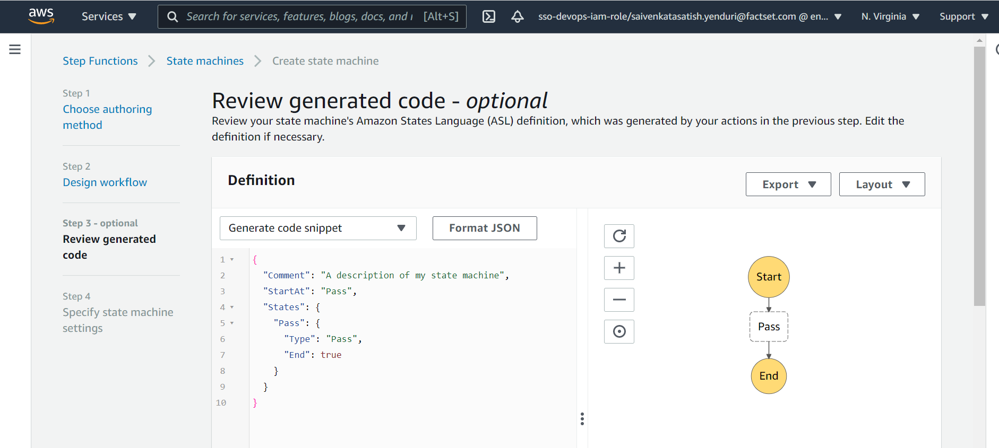 aws
Services
Search for services, features, blogs, docs, and [Alt+S]
sso-devops-iam-role/saivenkatasatish.yenduri@factset.com @ en...
N. Virginia
Support
Step Functions
State machines
Create state machine
Step 1
Choose authoring
method
Step 2
Design workflow
Step 3 - optional
Review generated
code
Step 4
Specify state machine
settings
Review generated code - optional
Review your state machine's Amazon States Language (ASL) definition, which was generated by your actions in the previous step. Edit the
definition if necessary.
Definition
Export
Layout
Generate code snippet
Format JSON
1 {
2 "Comment": "A description of my state machine",
3 "StartAt": "Pass",
4 "States": {
5 "Pass": {
6 "Type": "Pass",
7 "End": true
8 }
9 }
10 }
Start
Pass
End